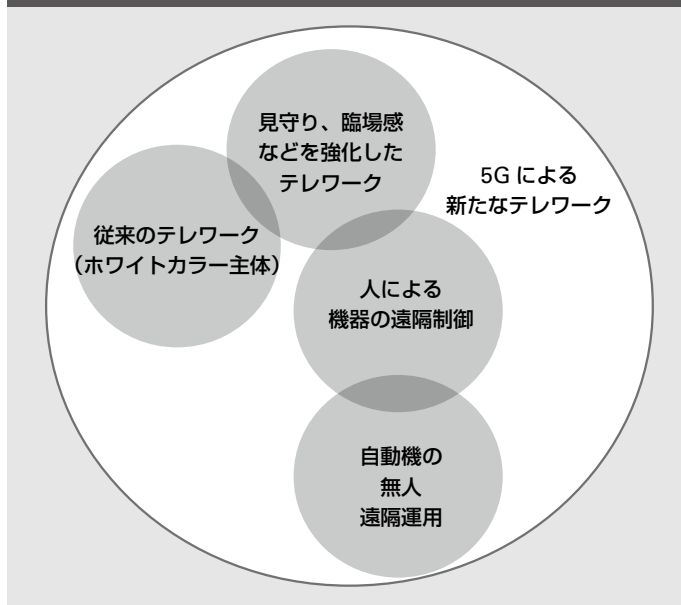 見守り、臨場感
などを強化した
テレワーク
5G による
新たなテレワーク
従来のテレワーク
（ホワイトカラー主体）
人による
機器の遠隔制御
自動機の
無人
遠隔運用